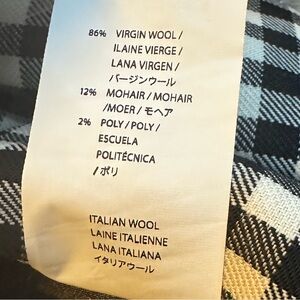 86% VIRGIN WOOL /
ILAINE VIERGE /
LANA VIRGEN /
バージンウール
12% MOHAIR / MOHAIR
/MOER / モヘア
2% POLY / POLY /
ESCUELA
POLITÉCNICA
/ ポリ
ITALIAN WOOL
LAINE ITALIENNE
LANA ITALIANA
イタリアウール